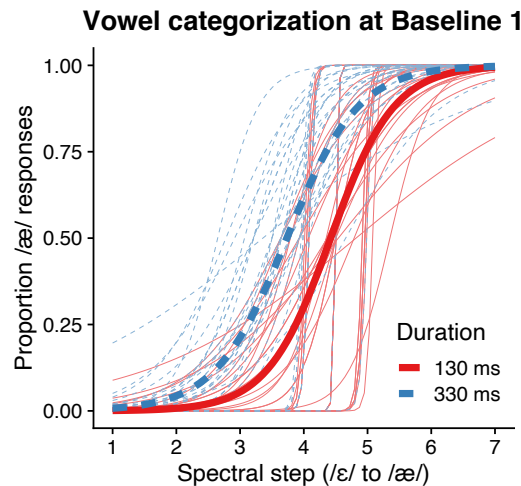 Vowel categorization at Baseline 1
Proportion /æ/ responses
1.00
0.75
0.50
0.25
0.00
Duration
130 ms
330 ms
1 2 3 4 5 6 7
Spectral step (/ɛ/ to /æ/)